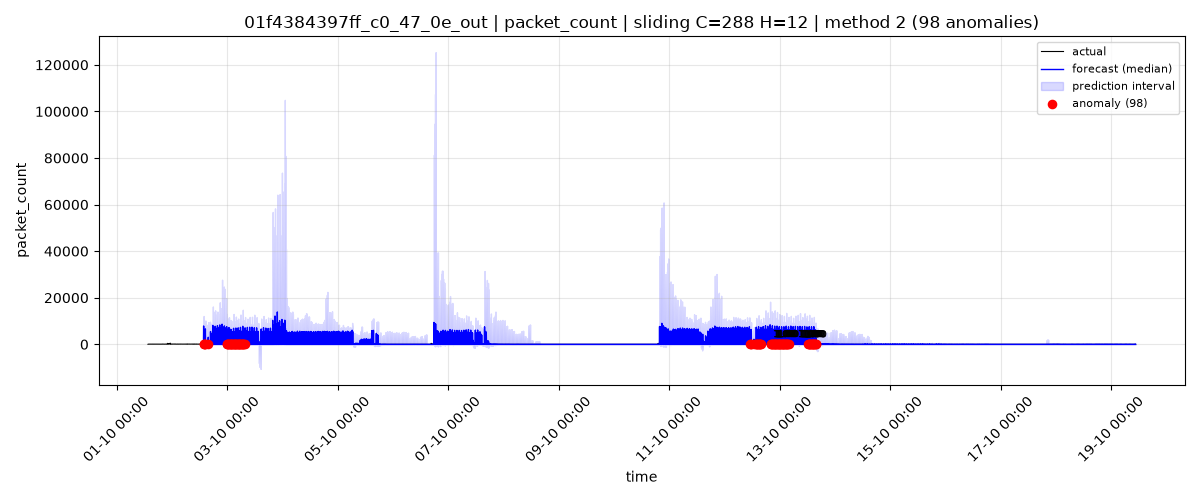 01f4384397ff_c0_47_0e_out | packet_count | sliding C=288 H=12 | method 2 (98 anomalies)
actual
forecast (median)
prediction interval
anomaly (98)
120000
100000
80000
60000
40000
20000
0
packet_count
01-10 00:00
03-10 00:00
05-10 00:00
07-10 00:00
09-10 00:00
11-10 00:00
13-10 00:00
15-10 00:00
17-10 00:00
19-10 00:00
time